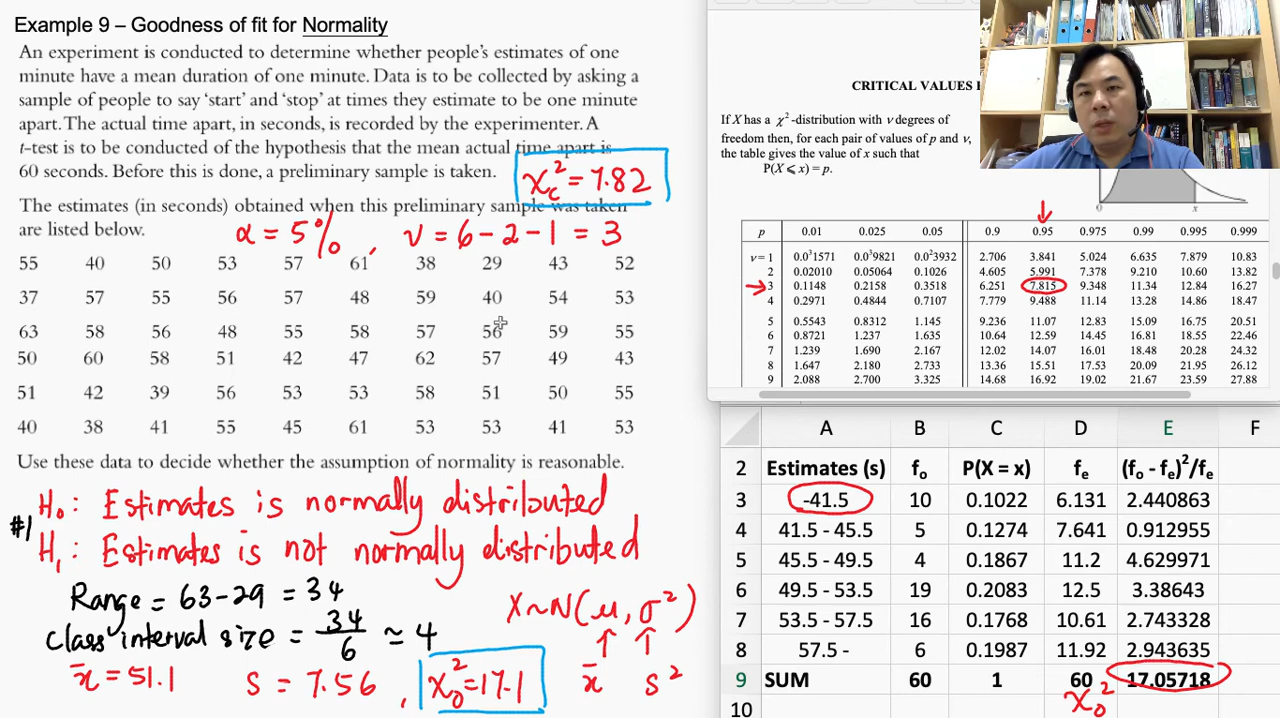 Example 9 – Goodness of fit for Normality
An experiment is conducted to determine whether people's estimates of one
minute have a mean duration of one minute. Data is to be collected by asking a
sample of people to say 'start' and 'stop' at times they estimate to be one minute
apart. The actual time apart, in seconds, is recorded by the experimenter. A
t-test is to be conducted of the hypothesis that the mean actual time apart is
60 seconds. Before this is done, a preliminary sample is taken.
χc² = 7.82
The estimates (in seconds) obtained when this preliminary sample was taken
are listed below.
α = 5% , ν = 6 - 2 - 1 = 3
55 40 50 53 57 61 38 29 43 52
37 57 55 56 57 48 59 40 54 53
63 58 56 48 55 58 57 56 59 55
50 60 58 51 42 47 62 57 49 43
51 42 39 56 53 53 58 51 50 55
40 38 41 55 45 61 53 53 41 53
Use these data to decide whether the assumption of normality is reasonable.
#1
H₀ : Estimates is normally distributed
H₁ : Estimates is not normally distributed
Range = 63 - 29 = 34
Class interval size = 34/6 ≃ 4
X~N(μ, σ²)
x̄ = 51.1 s = 7.56 , χ₀² = 17.1
x̄ s²
CRITICAL VALUES
If X has a χ²-distribution with ν degrees of
freedom then, for each pair of values of p and ν,
the table gives the value of x such that
P(X ⩽ x) = p.
0 x
p 0.01 0.025 0.05 0.9 0.95 0.975 0.99 0.995 0.999
ν = 1 0.0³1571 0.0³9821 0.0²3932 2.706 3.841 5.024 6.635 7.879 10.83
2 0.02010 0.05064 0.1026 4.605 5.991 7.378 9.210 10.60 13.82
3 0.1148 0.2158 0.3518 6.251 7.815 9.348 11.34 12.84 16.27
4 0.2971 0.4844 0.7107 7.779 9.488 11.14 13.28 14.86 18.47
5 0.5543 0.8312 1.145 9.236 11.07 12.83 15.09 16.75 20.51
6 0.8721 1.237 1.635 10.64 12.59 14.45 16.81 18.55 22.46
7 1.239 1.690 2.167 12.02 14.07 16.01 18.48 20.28 24.32
8 1.647 2.180 2.733 13.36 15.51 17.53 20.09 21.95 26.12
9 2.088 2.700 3.325 14.68 16.92 19.02 21.67 23.59 27.88
A B C D E F
2 Estimates (s) fo P(X = x) fe (fo - fe)²/fe
3 -41.5 10 0.1022 6.131 2.440863
4 41.5 - 45.5 5 0.1274 7.641 0.912955
5 45.5 - 49.5 4 0.1867 11.2 4.629971
6 49.5 - 53.5 19 0.2083 12.5 3.38643
7 53.5 - 57.5 16 0.1768 10.61 2.743328
8 57.5 - 6 0.1987 11.92 2.943635
9 SUM 60 1 60 17.05718
10 χ₀²